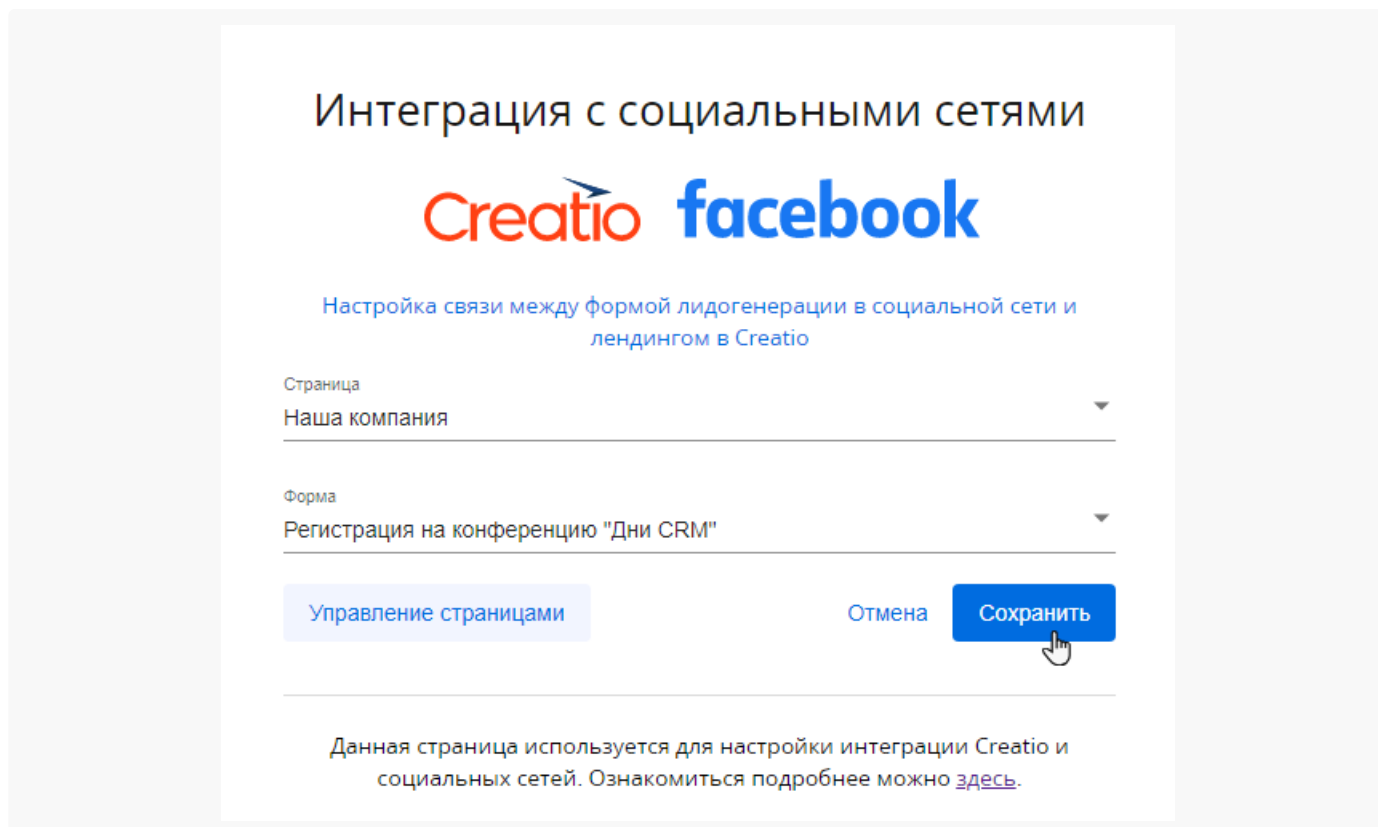 Интеграция с социальными сетями
Creatio facebook
Настройка связи между формой лидогенерации в социальной сети и
лендингом в Creatio
Страница
Наша компания
Форма
Регистрация на конференцию "Дни CRM"
Управление страницами Отмена Сохранить
Данная страница используется для настройки интеграции Creatio и
социальных сетей. Ознакомиться подробнее можно здесь.